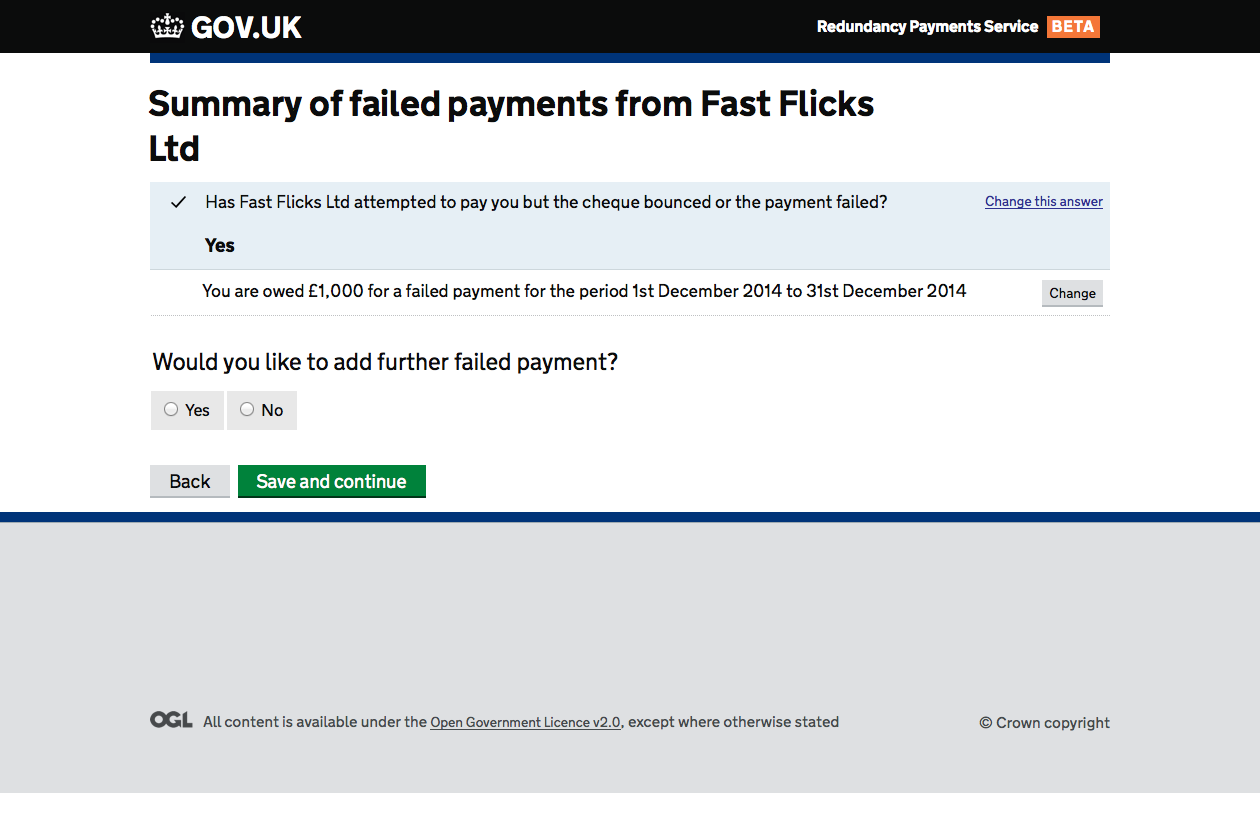 GOV.UK
Redundancy Payments Service BETA
Summary of failed payments from Fast Flicks
Ltd
Has Fast Flicks Ltd attempted to pay you but the cheque bounced or the payment failed?
Change this answer
Yes
You are owed £1,000 for a failed payment for the period 1st December 2014 to 31st December 2014
Change
Would you like to add further failed payment?
Yes
No
Back
Save and continue
OGL
All content is available under the Open Government Licence v2.0, except where otherwise stated
© Crown copyright